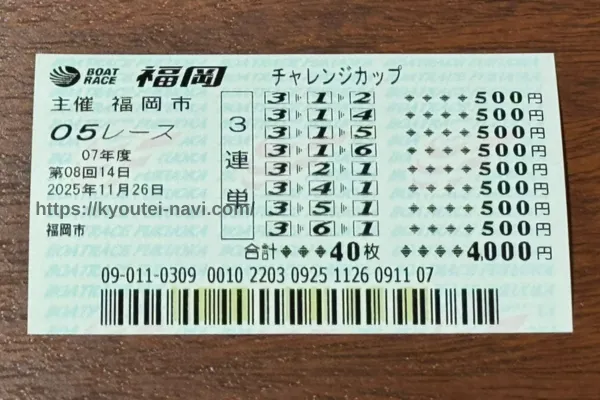 BOAT RACE 福岡 チャレンジカップ
主催 福岡市
05レース
07年度
第08回14日
2025年11月26日
https://kyoutei-navi.com/
福岡市
3連単
3-1-2 ◆◆◆◆500円
3-1-4 ◆◆◆◆500円
3-1-5 ◆◆◆◆500円
3-1-6 ◆◆◆◆500円
3-2-1 ◆◆◆◆500円
3-4-1 ◆◆◆◆500円
3-5-1 ◆◆◆◆500円
3-6-1 ◆◆◆◆500円
合計◆◆◆40枚 ◆◆◆4,000円
09-011-0309 0010 2203 0925 1126 0911 07